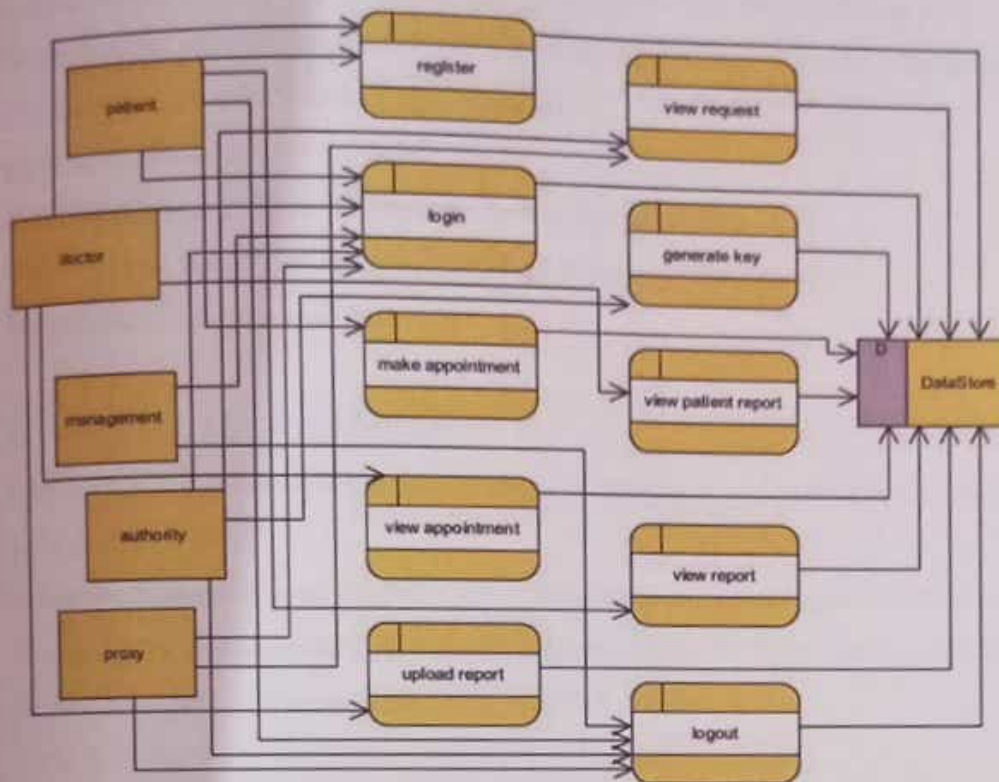 patient
doctor
management
authority
proxy
register
login
make appointment
view appointment
upload report
view request
generate key
view patient report
view report
logout
D
DataStore